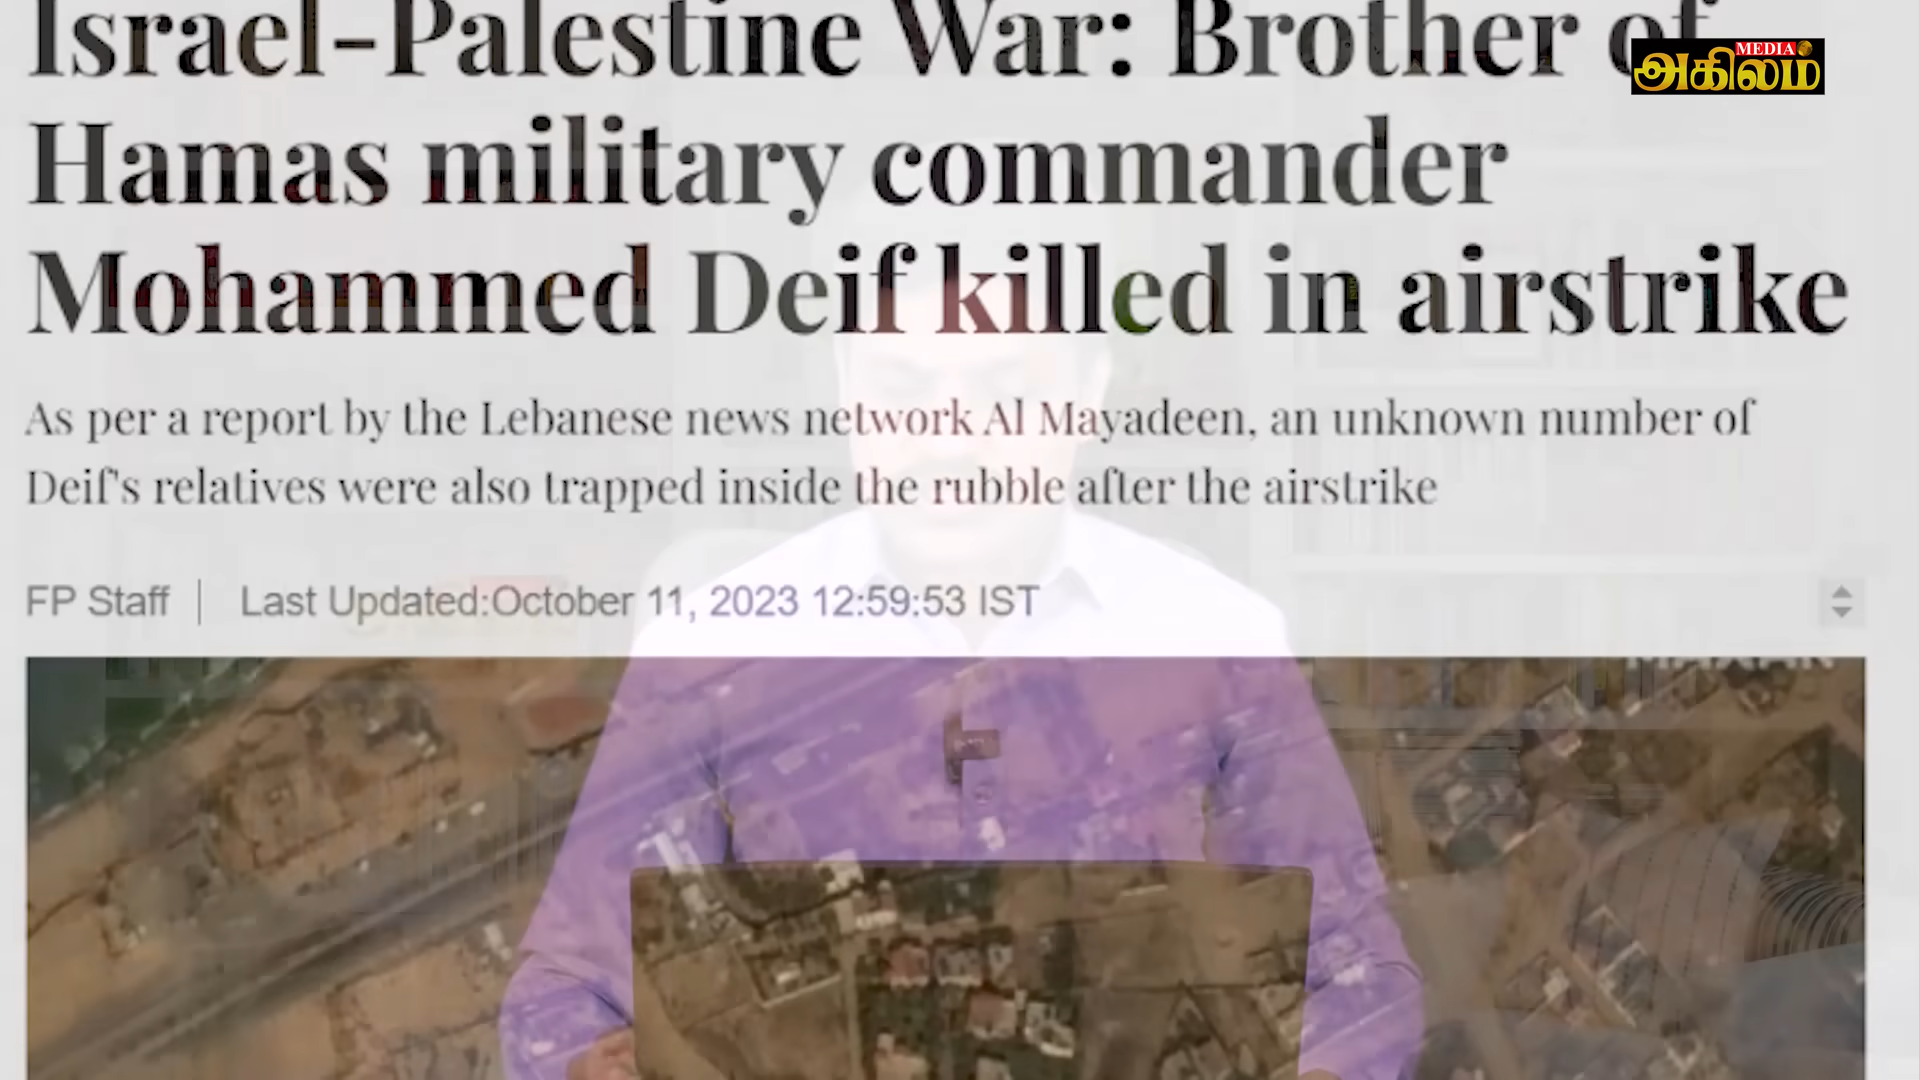 Israel-Palestine War: Brother of
MEDIA
அகிலம்
Hamas military commander
Mohammed Deif killed in airstrike
As per a report by the Lebanese news network Al Mayadeen, an unknown number of
Deif's relatives were also trapped inside the rubble after the airstrike
FP Staff | Last Updated:October 11, 2023 12:59:53 IST